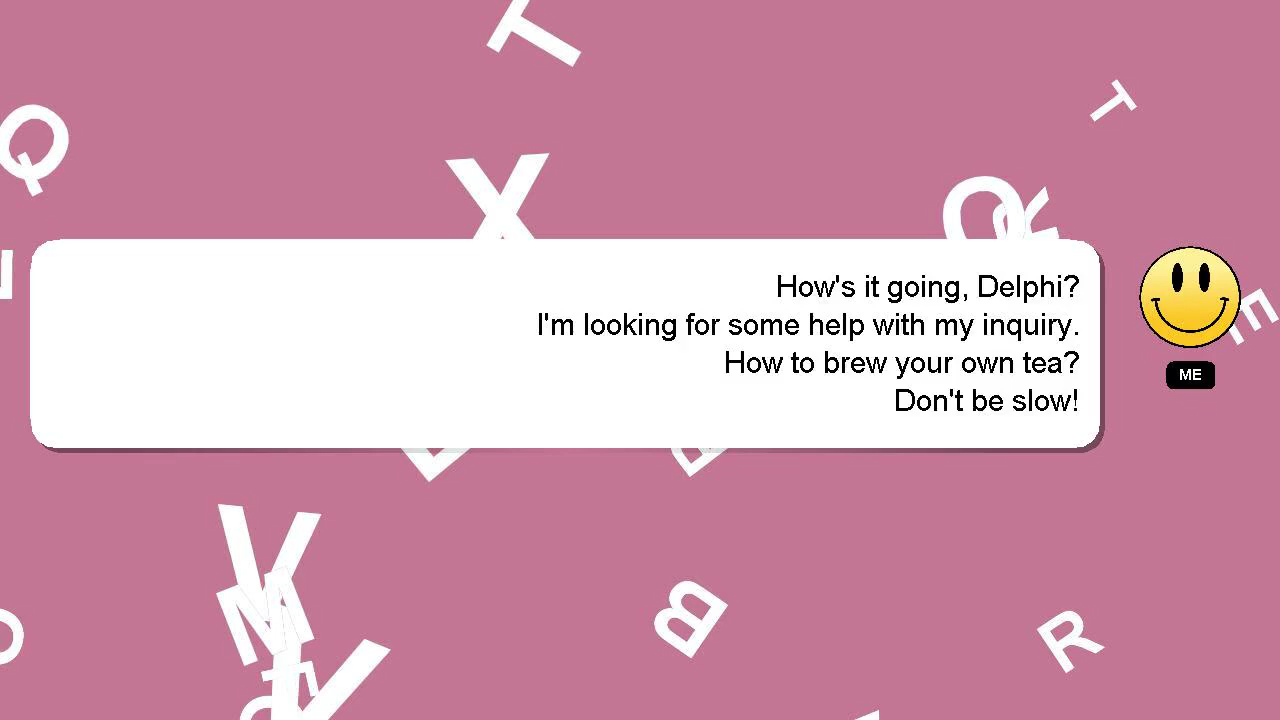 How's it going, Delphi?
I'm looking for some help with my inquiry.
How to brew your own tea?
Don't be slow!
ME
T
T
Q
X
Q
E
V
M
B
R